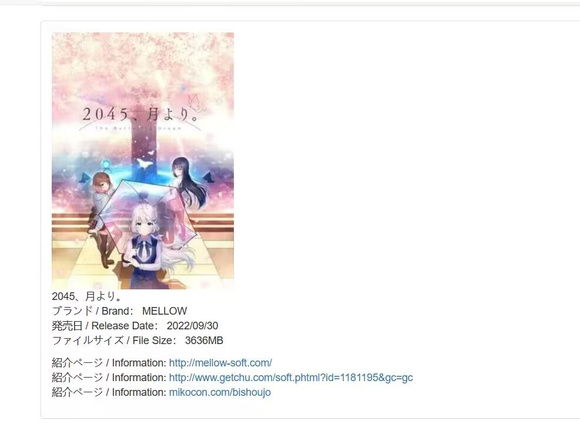 2045、月より。
2045、月より。
ブランド / Brand： MELLOW
発売日 / Release Date： 2022/09/30
ファイルサイズ / File Size： 3636MB
紹介ページ / Information: http://mellow-soft.com/
紹介ページ / Information: http://www.getchu.com/soft.phtml?id=1181195&gc=gc
紹介ページ / Information: mikocon.com/bishoujo